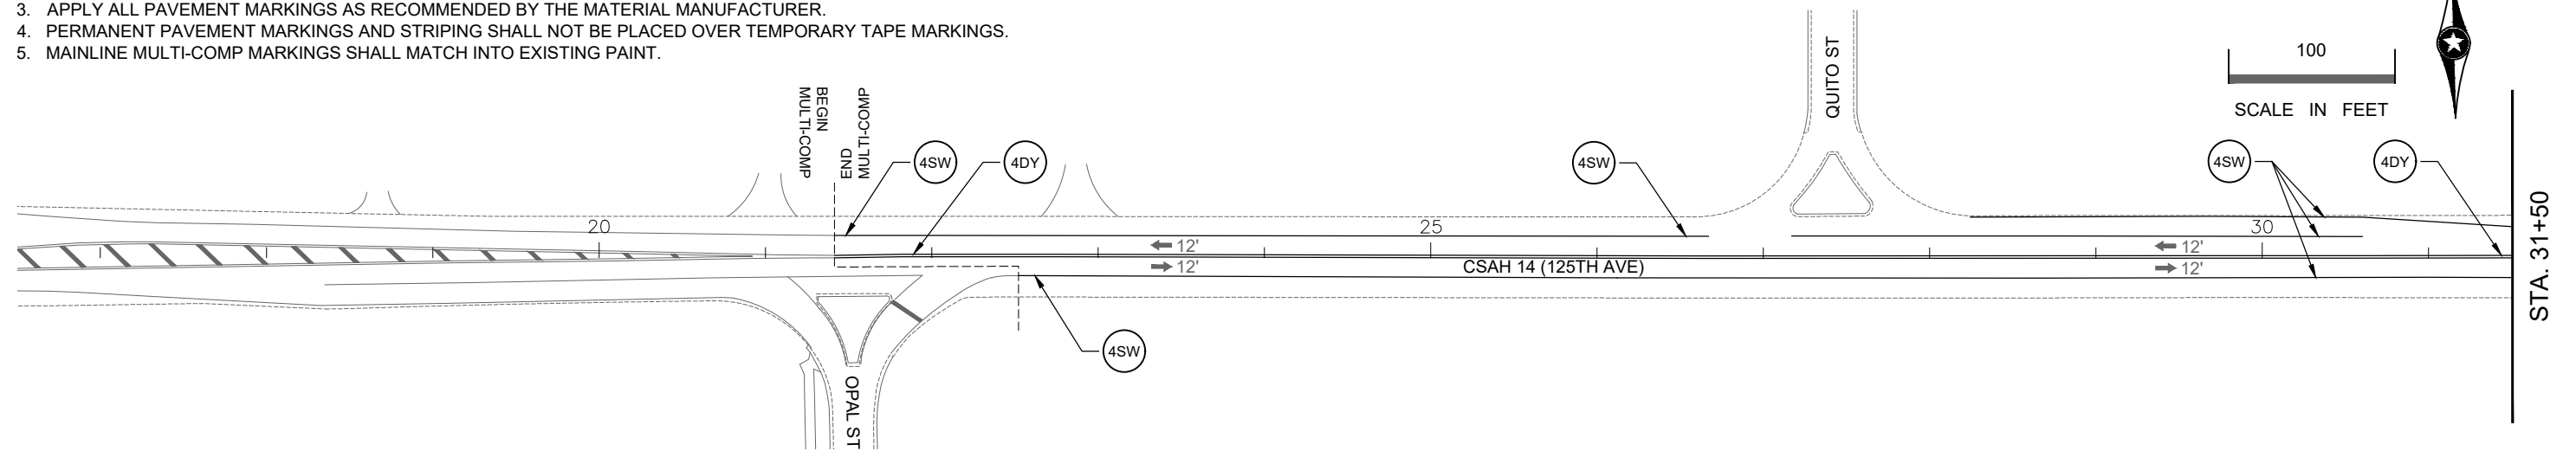 3. APPLY ALL PAVEMENT MARKINGS AS RECOMMENDED BY THE MATERIAL MANUFACTURER.
4. PERMANENT PAVEMENT MARKINGS AND STRIPING SHALL NOT BE PLACED OVER TEMPORARY TAPE MARKINGS.
5. MAINLINE MULTI-COMP MARKINGS SHALL MATCH INTO EXISTING PAINT.
100
SCALE IN FEET
BEGIN
MULTI-COMP
END
MULTI-COMP
QUITO ST
4SW
4DY
4SW
4SW
4DY
20
25
30
12'
12'
12'
12'
CSAH 14 (125TH AVE)
STA. 31+50
4SW
OPAL ST